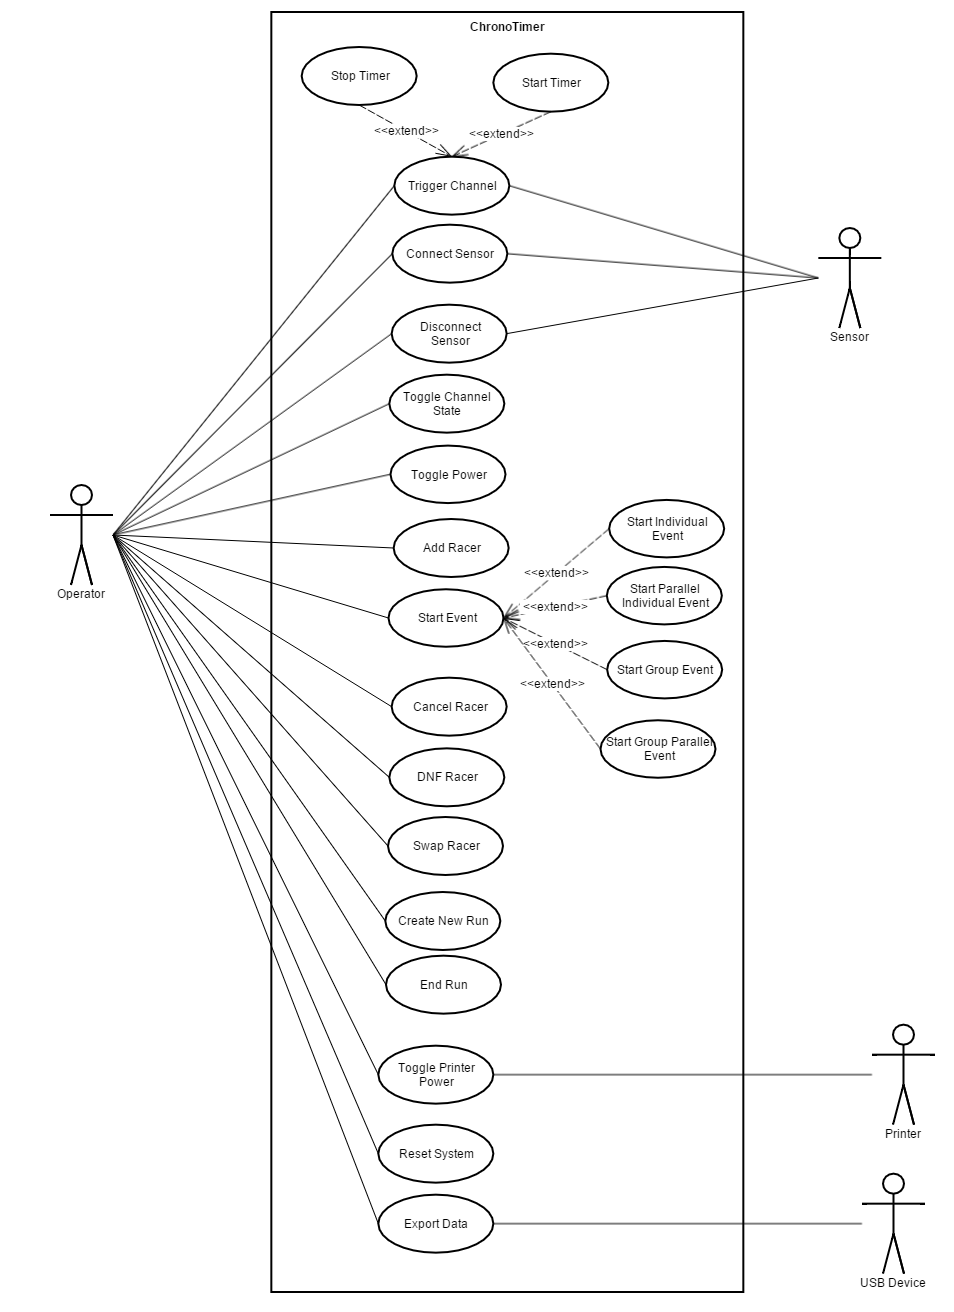 ChronoTimer
Stop Timer
Start Timer
<<extend>>
<<extend>>
Trigger Channel
Connect Sensor
Disconnect
Sensor
Sensor
Toggle Channel
State
Toggle Power
Operator
Add Racer
Start Event
Start Individual
Event
<<extend>>
Start Parallel
Individual Event
<<extend>>
<<extend>>
Start Group Event
<<extend>>
Start Group Parallel
Event
Cancel Racer
DNF Racer
Swap Racer
Create New Run
End Run
Toggle Printer
Power
Printer
Reset System
Export Data
USB Device